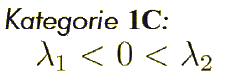 Kategorie 1C:
λ₁ < 0 < λ₂